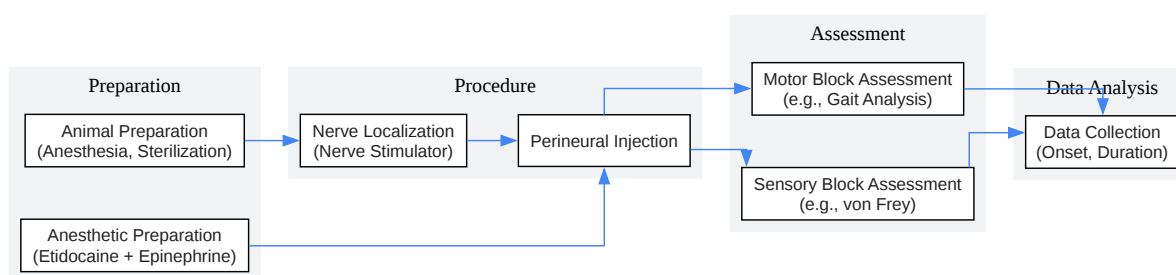 Preparation
Animal Preparation
(Anesthesia, Sterilization)
Anesthetic Preparation
(Etidocaine + Epinephrine)
Procedure
Nerve Localization
(Nerve Stimulator)
Perineural Injection
Assessment
Motor Block Assessment
(e.g., Gait Analysis)
Sensory Block Assessment
(e.g., von Frey)
Data Analysis
Data Collection
(Onset, Duration)